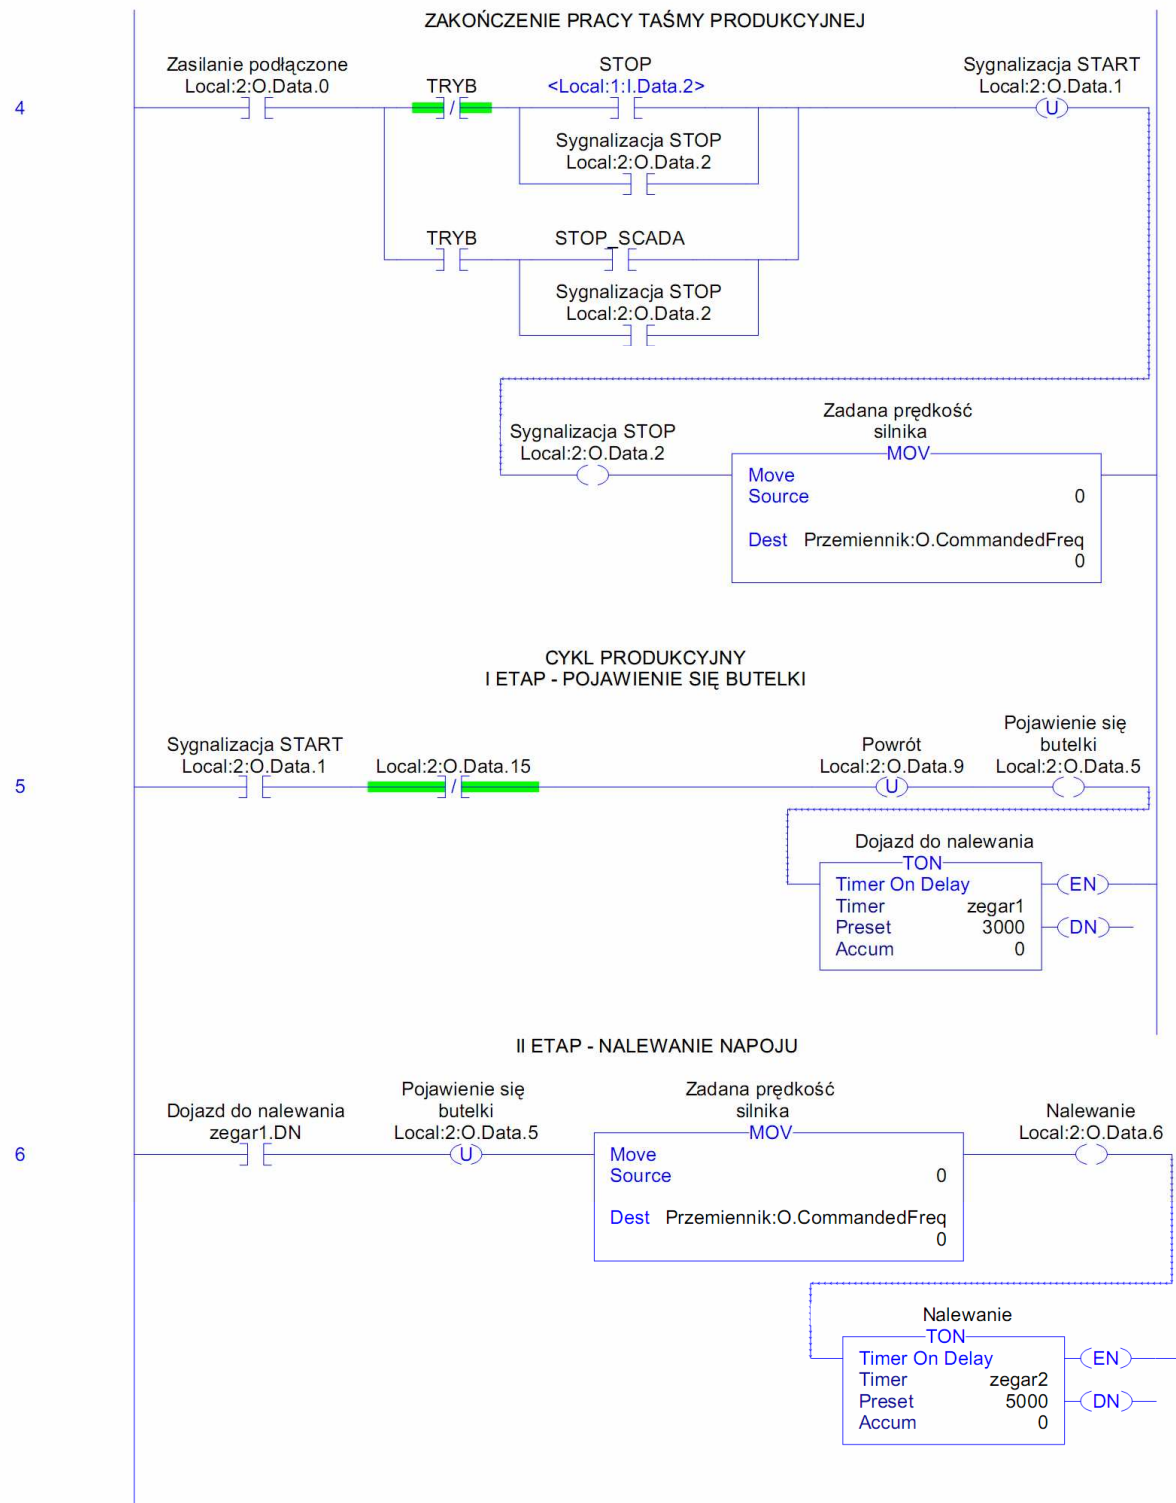 ZAKOŃCZENIE PRACY TAŚMY PRODUKCYJNEJ
4
Zasilanie podłączone
Local:2:O.Data.0
TRYB
/
STOP
<Local:1:I.Data.2>
Sygnalizacja START
Local:2:O.Data.1
U
Sygnalizacja STOP
Local:2:O.Data.2
TRYB
STOP_SCADA
Sygnalizacja STOP
Local:2:O.Data.2
Sygnalizacja STOP
Local:2:O.Data.2
Zadana prędkość
silnika
MOV
Move
Source 0
Dest Przemiennik:O.CommandedFreq
0
CYKL PRODUKCYJNY
I ETAP - POJAWIENIE SIĘ BUTELKI
5
Sygnalizacja START
Local:2:O.Data.1
Local:2:O.Data.15
/
Powrót
Local:2:O.Data.9
U
Pojawienie się
butelki
Local:2:O.Data.5
Dojazd do nalewania
TON
Timer On Delay
Timer zegar1
Preset 3000
Accum 0
EN
DN
II ETAP - NALEWANIE NAPOJU
6
Dojazd do nalewania
zegar1.DN
Pojawienie się
butelki
Local:2:O.Data.5
U
Zadana prędkość
silnika
MOV
Move
Source 0
Dest Przemiennik:O.CommandedFreq
0
Nalewanie
Local:2:O.Data.6
Nalewanie
TON
Timer On Delay
Timer zegar2
Preset 5000
Accum 0
EN
DN